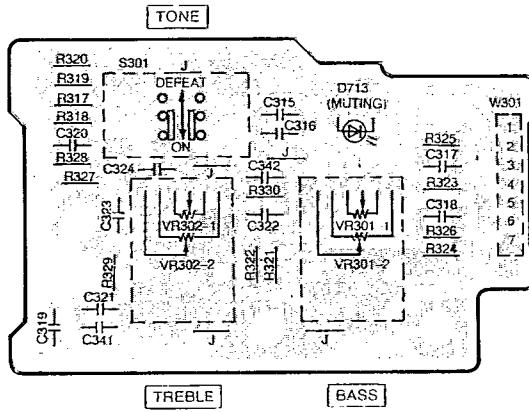 TONE
R320
R319
R317
R318
C320
R328
R327
S301
J
DEFEAT
ON
C324
J
C315
C316
J
D713
(MUTING)
W301
1
2
3
4
5
6
7
R325
C317
R323
C318
R326
R324
C342
R330
C322
C323
VR302-1
VR302-2
VR301-1
VR301-2
R329
R322
R321
C321
C341
C319
J
J
TREBLE
BASS